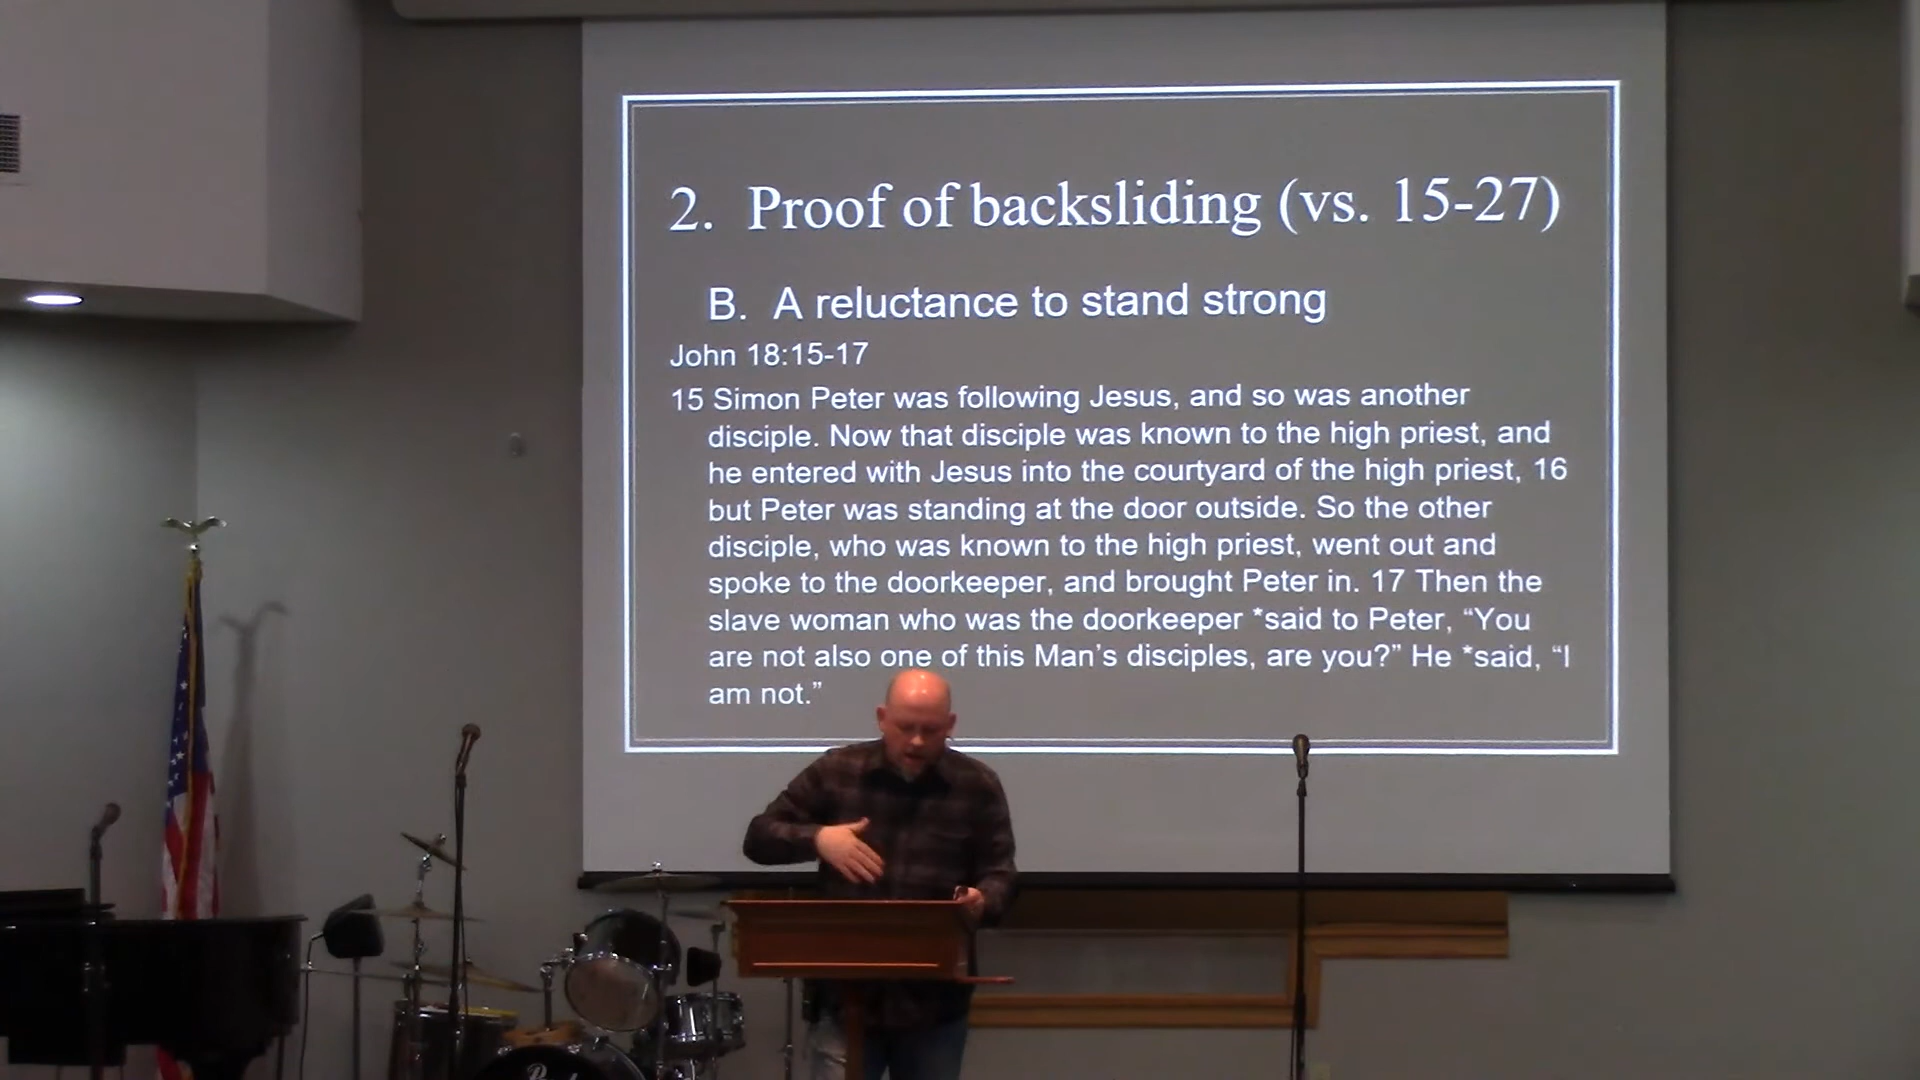 2. Proof of backsliding (vs. 15-27)
B. A reluctance to stand strong
John 18:15-17
15 Simon Peter was following Jesus, and so was another
disciple. Now that disciple was known to the high priest, and
he entered with Jesus into the courtyard of the high priest, 16
but Peter was standing at the door outside. So the other
disciple, who was known to the high priest, went out and
spoke to the doorkeeper, and brought Peter in. 17 Then the
slave woman who was the doorkeeper *said to Peter, “You
are not also one of this Man’s disciples, are you?” He *said, “I
am not.”